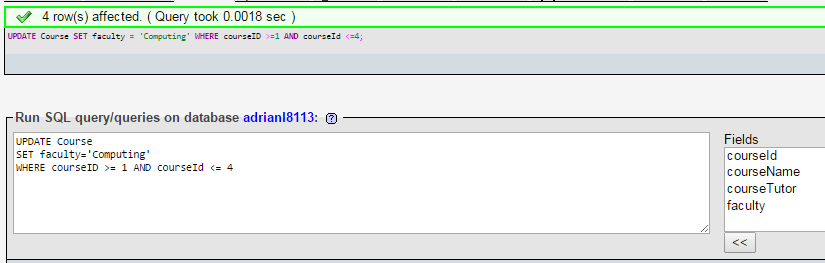 4 row(s) affected. ( Query took 0.0018 sec )
UPDATE Course SET faculty = 'Computing' WHERE courseID >=1 AND courseId <=4;
Run SQL query/queries on database adrianl8113:
UPDATE Course
SET faculty='Computing'
WHERE courseID >= 1 AND courseId <= 4
Fields
courseId
courseName
courseTutor
faculty
<<